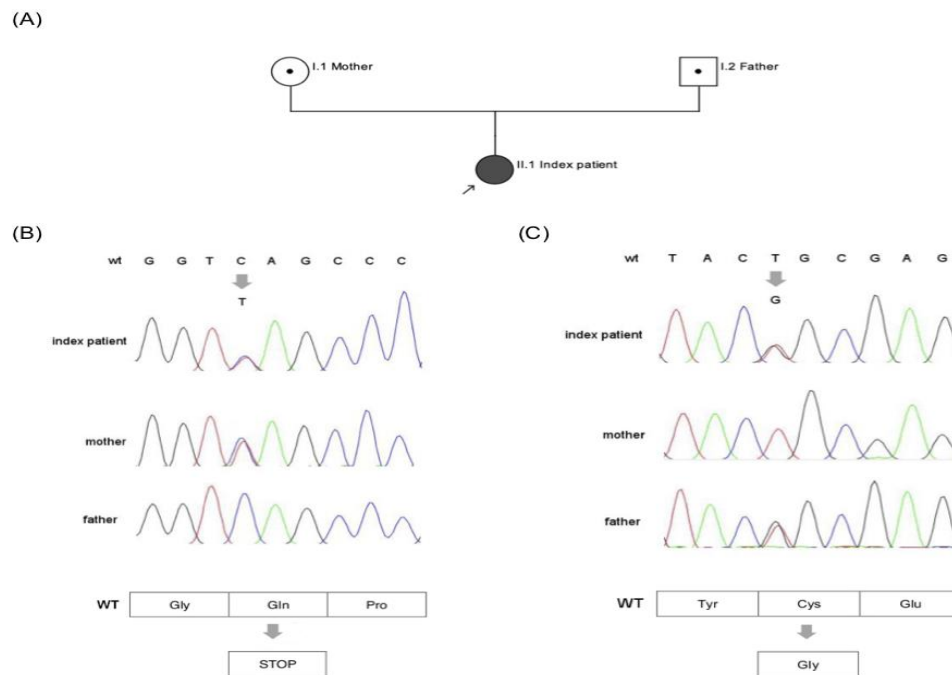 (A)
I.1 Mother
I.2 Father
II.1 Index patient
(B)
wt G G T C A G C C C
T
index patient
mother
father
WT Gly Gln Pro
STOP
(C)
wt T A C T G C G A G
G
index patient
mother
father
WT Tyr Cys Glu
Gly